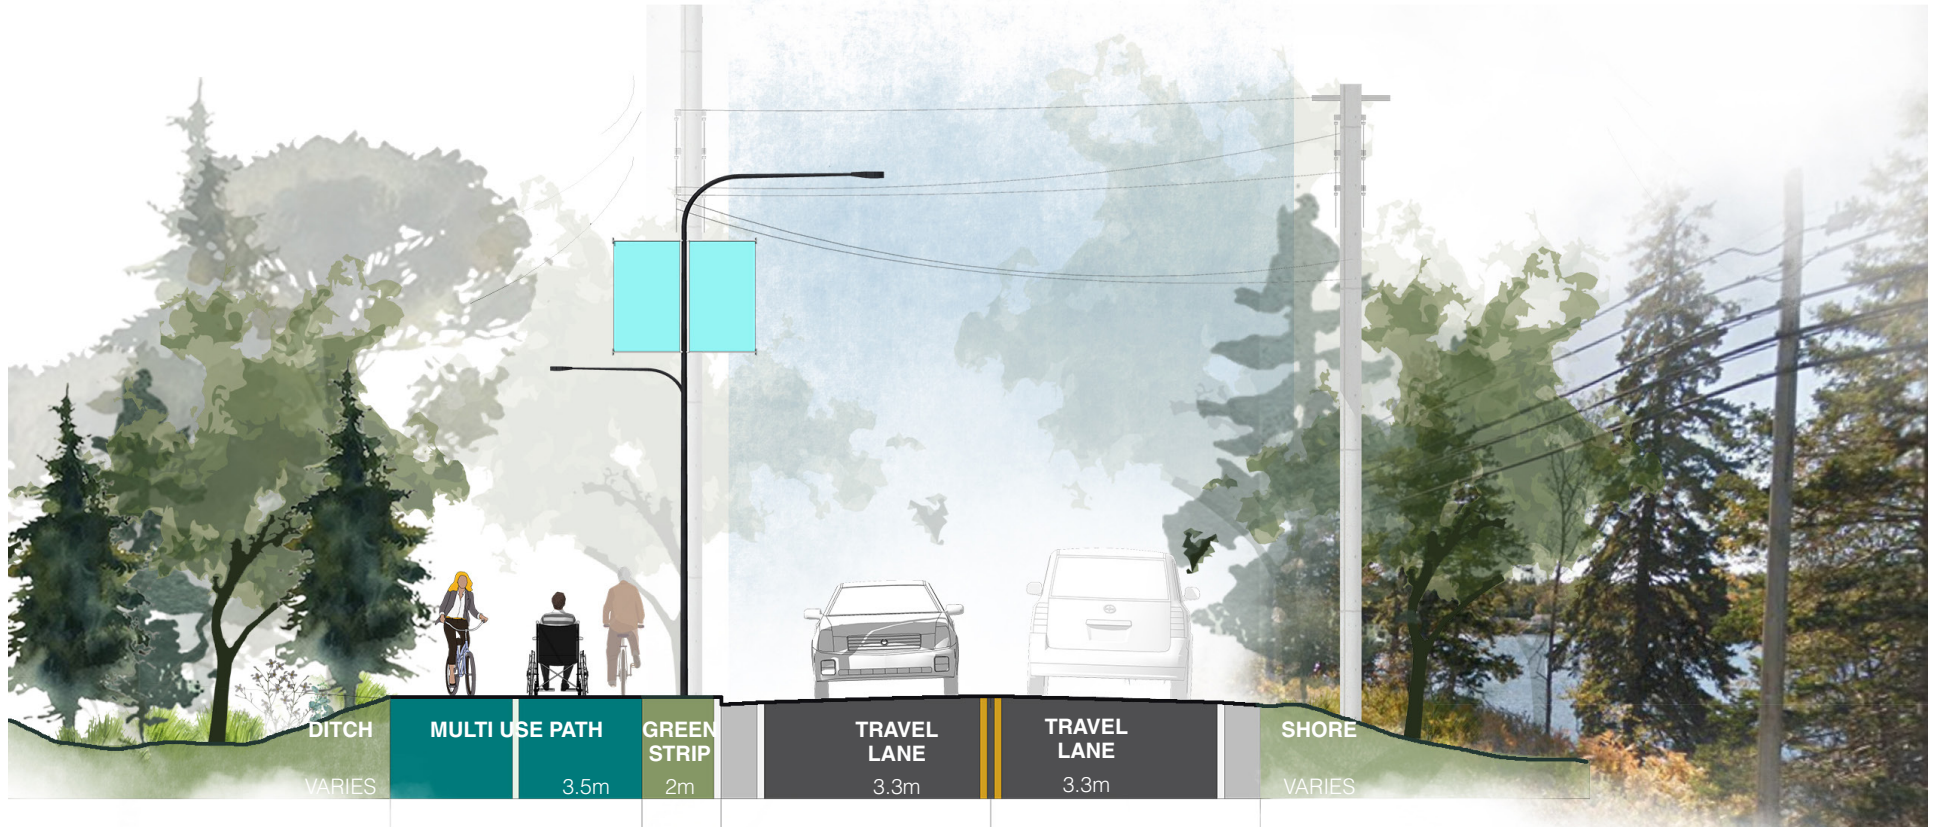 DITCH
VARIES
MULTI USE PATH
3.5m
GREEN
STRIP
2m
TRAVEL
LANE
3.3m
TRAVEL
LANE
3.3m
SHORE
VARIES